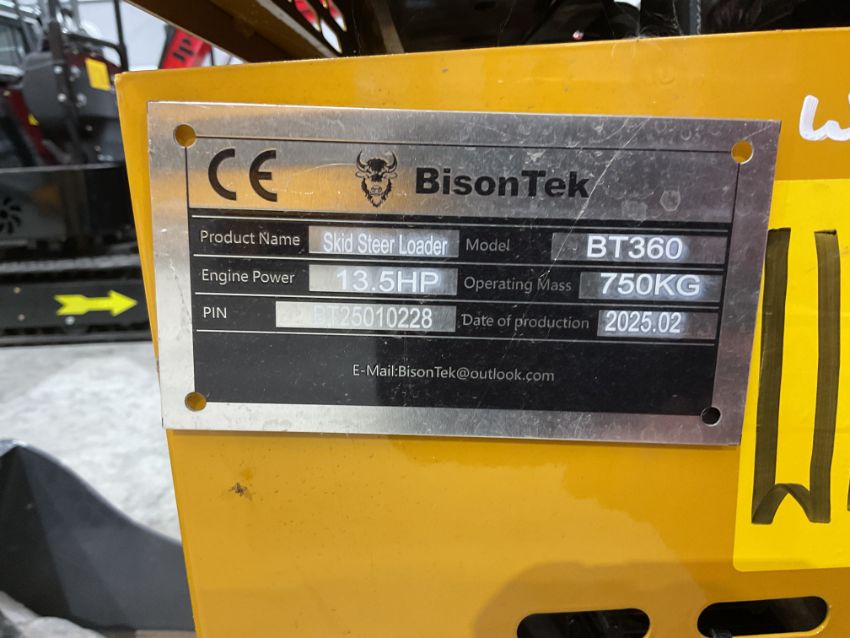 CE BisonTek
Product Name Skid Steer Loader Model BT360
Engine Power 13.5HP Operating Mass 750KG
PIN BT25010228 Date of production 2025.02
E-Mail:BisonTek@outlook.com